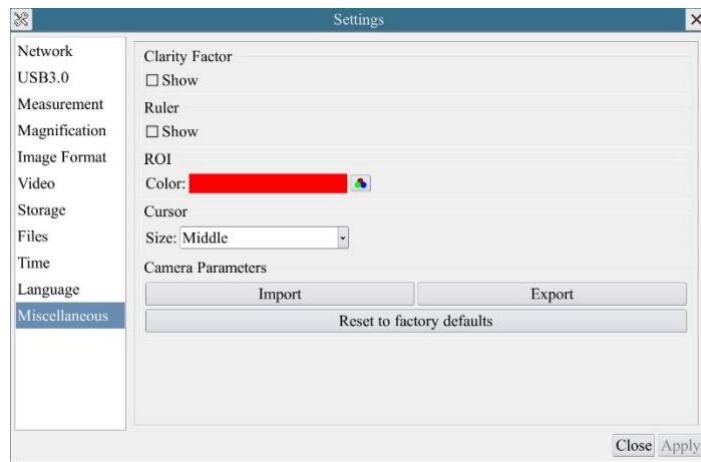 Settings
Network
USB3.0
Measurement
Magnification
Image Format
Video
Storage
Files
Time
Language
Miscellaneous
Clarity Factor
Show
Ruler
Show
ROI
Color:
Cursor
Size: Middle
Camera Parameters
Import Export
Reset to factory defaults
Close Apply